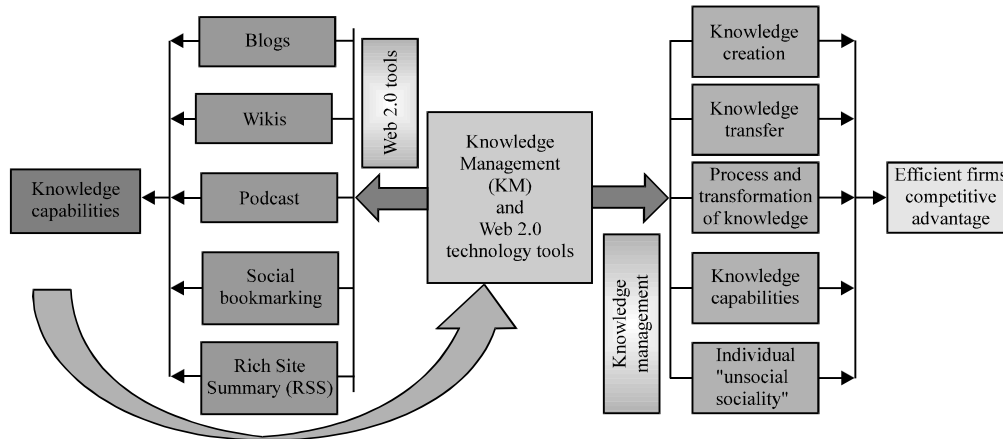 Knowledge
capabilities
Blogs
Wikis
Podcast
Social
bookmarking
Rich Site
Summary (RSS)
Web 2.0 tools
Knowledge
Management
(KM)
and
Web 2.0
technology tools
Knowledge
management
Knowledge
creation
Knowledge
transfer
Process and
transformation
of knowledge
Knowledge
capabilities
Individual
"unsocial
sociality"
Efficient firms
competitive
advantage